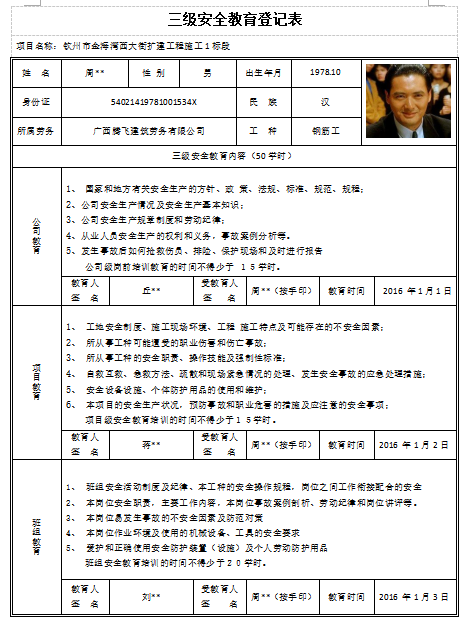 三级安全教育登记表
项目名称：钦州市金海湾西大街扩建工程施工1标段
姓 名 周** 性 别 男 出生年月 1978.10
身份证 54021419781001534X 民 族 汉
所属劳务 广西腾飞建筑劳务有限公司 工 种 钢筋工
三级安全教育内容（50学时）
公司教育
1、 国家和地方有关安全生产的方针、政 策、法规、标准、规范、规程；
2、公司安全生产情况及安全生产基本知识；
3、公司安全生产规章制度和劳动纪律；
4、从业人员安全生产的权利和义务，事故案例分析等。
5、发生事故后如何抢救伤员、排险、保护现场和及时进行报告
公司级岗前培训教育的时间不得少于 15学时。
教育人签 名 丘** 受教育人签 名 周**（按手印） 教育时间 2016 年1月1日
项目教育
1、 工地安全制度、施工现场环境、工程 施工特点及可能存在的不安全因素；
2、 所从事工种可能遭受的职业伤害和伤亡事故；
3、 所从事工种的安全职责、操作技能及强制性标准；
4、 自救互救、急救方法、疏散和现场紧急情况的处理、发生安全事故的应急处理措施；
5、 安全设备设施、个体防护用品的使用和维护；
6、 本项目的安全生产状况，预防事故和职业危害的措施及应注意的安全事项；
项目级安全教育培训的时间不得少于15学时。
教育人签 名 蒋** 受教育人签 名 周**（按手印） 教育时间 2016 年1月2日
班组教育
1、 班组安全活动制度及纪律、本工种的安全操作规程，岗位之间工作衔接配合的安全
2、 本岗位安全职责，主要工作内容，本岗位事故案例剖析、劳动纪律和岗位讲评等。
3、 本岗位易发生事故的不安全因素及防范对策
4、 本岗位作业环境及使用的机械设备、工具的安全要求
5、 爱护和正确使用安全防护装置（设施）及个人劳动防护用品
班组安全教育培训的时间不得少于20学时。
教育人签 名 刘** 受教育人签 名 周**（按手印） 教育时间 2016 年1月3日